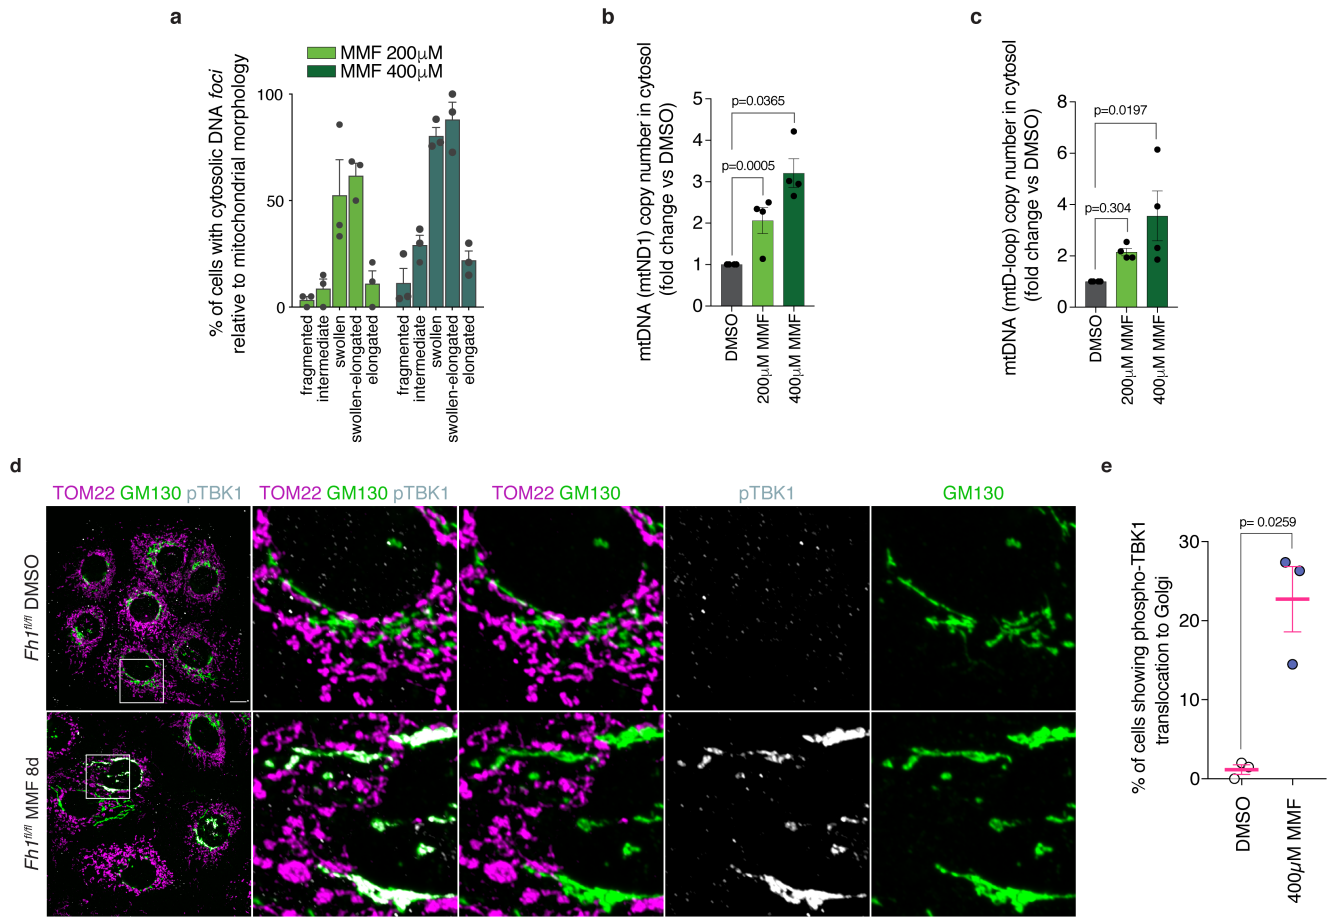 a
MMF 200µM
MMF 400µM
% of cells with cytosolic DNA foci
relative to mitochondrial morphology
100
50
0
fragmented
intermediate
swollen
swollen-elongated
elongated
fragmented
intermediate
swollen
swollen-elongated
elongated
b
mtDNA (mtND1) copy number in cytosol
(fold change vs DMSO)
5
4
3
2
1
0
p=0.0365
p=0.0005
DMSO
200µM MMF
400µM MMF
c
mtDNA (mtD-loop) copy number in cytosol
(fold change vs DMSO)
8
6
4
2
0
p=0.0197
p=0.304
DMSO
200µM MMF
400µM MMF
d
TOM22 GM130 pTBK1
TOM22 GM130 pTBK1
TOM22 GM130
pTBK1
GM130
Fh1fl/fl DMSO
Fh1fl/fl MMF 8d
e
% of cells showing phospho-TBK1
translocation to Golgi
30
20
10
0
p= 0.0259
DMSO
400µM MMF